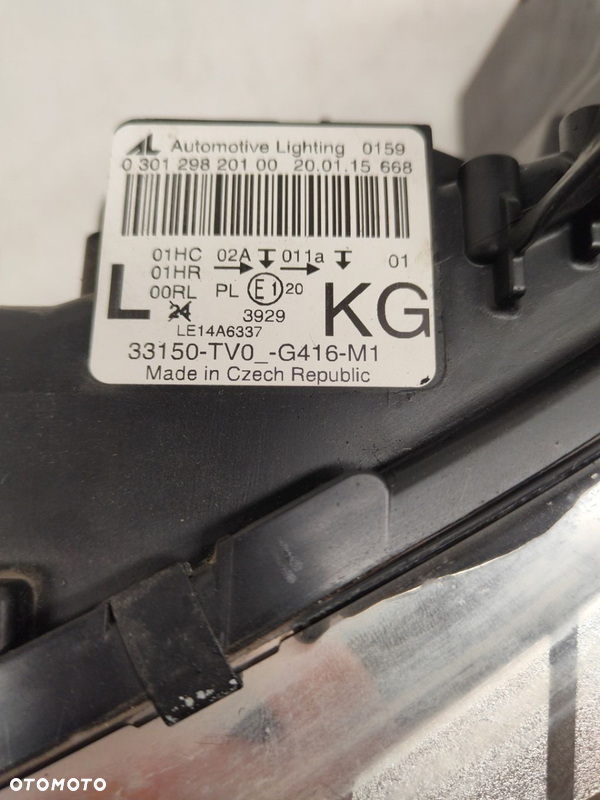 AL Automotive Lighting 0159
0 301 298 201 00 20.01.15 668
01HC 02A 011a 01
01HR
00RL PL E1 20
L KG
24 3929
LE14A6337
33150-TV0_-G416-M1
Made in Czech Republic
OTOMOTO